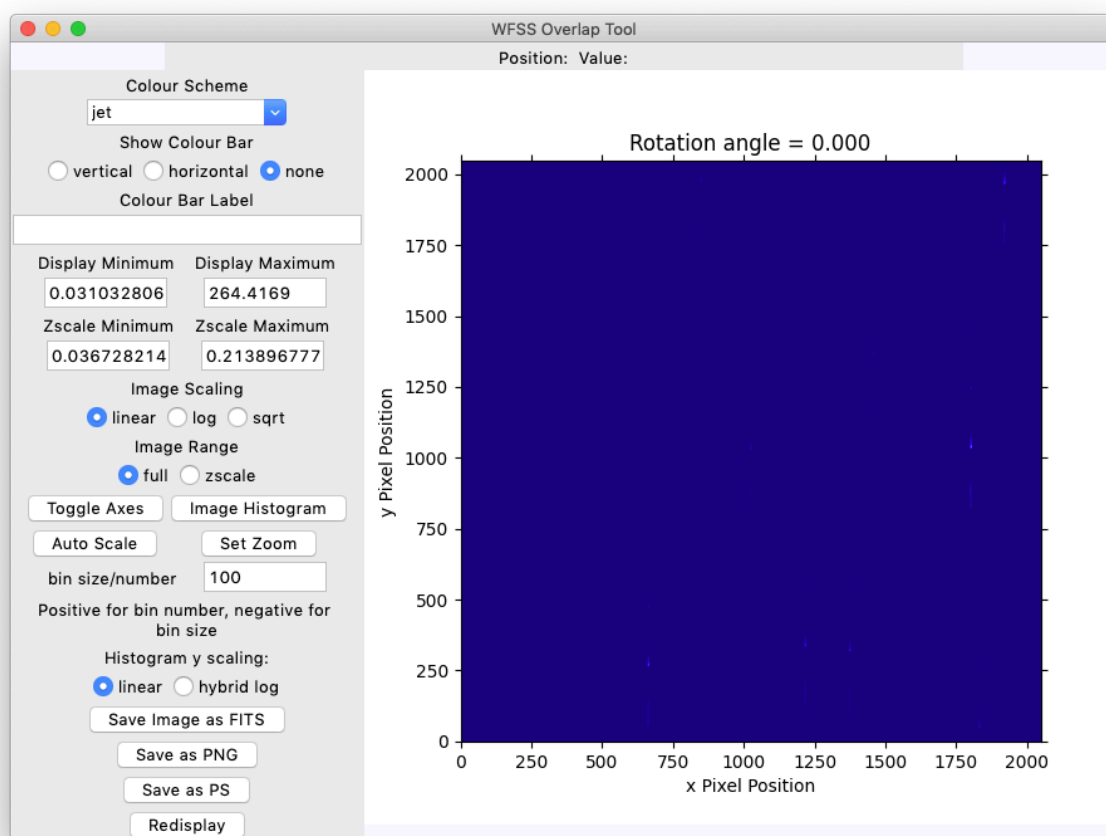 WFSS Overlap Tool
Position: Value:
Colour Scheme
jet
Show Colour Bar
vertical horizontal none
Colour Bar Label
Display Minimum Display Maximum
0.031032806 264.4169
Zscale Minimum Zscale Maximum
0.036728214 0.213896777
Image Scaling
linear log sqrt
Image Range
full zscale
Toggle Axes Image Histogram
Auto Scale Set Zoom
bin size/number 100
Positive for bin number, negative for
bin size
Histogram y scaling:
linear hybrid log
Save Image as FITS
Save as PNG
Save as PS
Redisplay
Rotation angle = 0.000
2000
1750
1500
1250
1000
750
500
250
0
y Pixel Position
0 250 500 750 1000 1250 1500 1750 2000
x Pixel Position